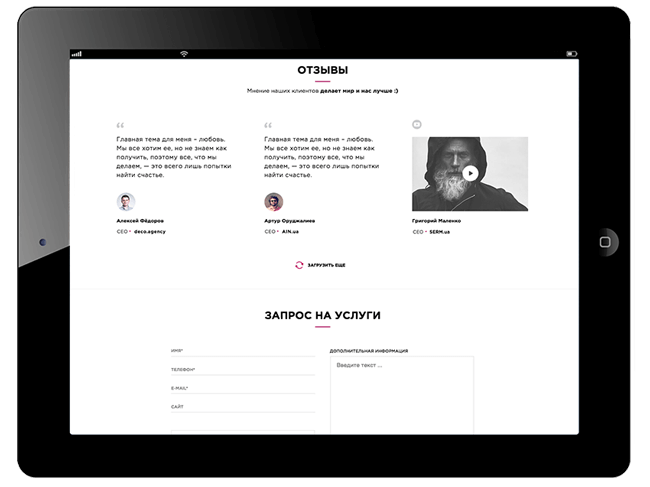 ОТЗЫВЫ
Мнение наших клиентов делает мир и нас лучше :)
Главная тема для меня – любовь.
Мы все хотим ее, но не знаем как
получить, поэтому все, что мы
делаем, — это всего лишь попытки
найти счастье.
Алексей Фёдоров
CEO • deco.agency
Главная тема для меня – любовь.
Мы все хотим ее, но не знаем как
получить, поэтому все, что мы
делаем, — это всего лишь попытки
найти счастье.
Артур Оруджалиев
CEO • AIN.ua
Григорий Маленко
CEO • SERM.ua
ЗАГРУЗИТЬ ЕЩЕ
ЗАПРОС НА УСЛУГИ
ИМЯ*
ТЕЛЕФОН*
E-MAIL*
САЙТ
ДОПОЛНИТЕЛЬНАЯ ИНФОРМАЦИЯ
Введите текст ...